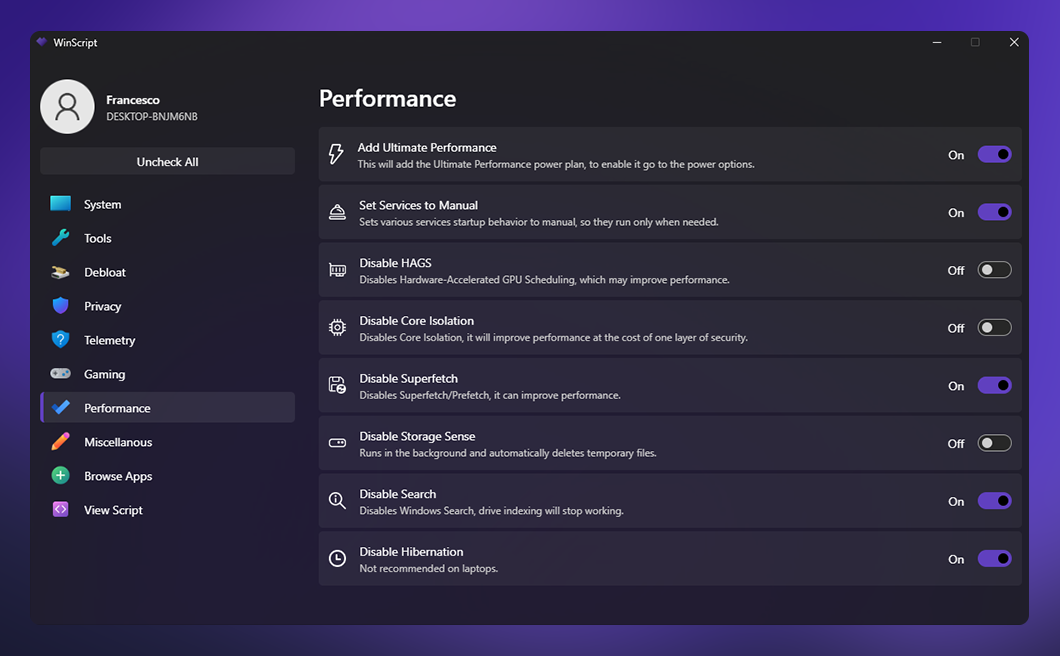 WinScript
Francesco
DESKTOP-BNJM6NB
Uncheck All
System
Tools
Debloat
Privacy
Telemetry
Gaming
Performance
Miscellanous
Browse Apps
View Script
Performance
Add Ultimate Performance
This will add the Ultimate Performance power plan, to enable it go to the power options.
On
Set Services to Manual
Sets various services startup behavior to manual, so they run only when needed.
On
Disable HAGS
Disables Hardware-Accelerated GPU Scheduling, which may improve performance.
Off
Disable Core Isolation
Disables Core Isolation, it will improve performance at the cost of one layer of security.
Off
Disable Superfetch
Disables Superfetch/Prefetch, it can improve performance.
On
Disable Storage Sense
Runs in the background and automatically deletes temporary files.
Off
Disable Search
Disables Windows Search, drive indexing will stop working.
On
Disable Hibernation
Not recommended on laptops.
On